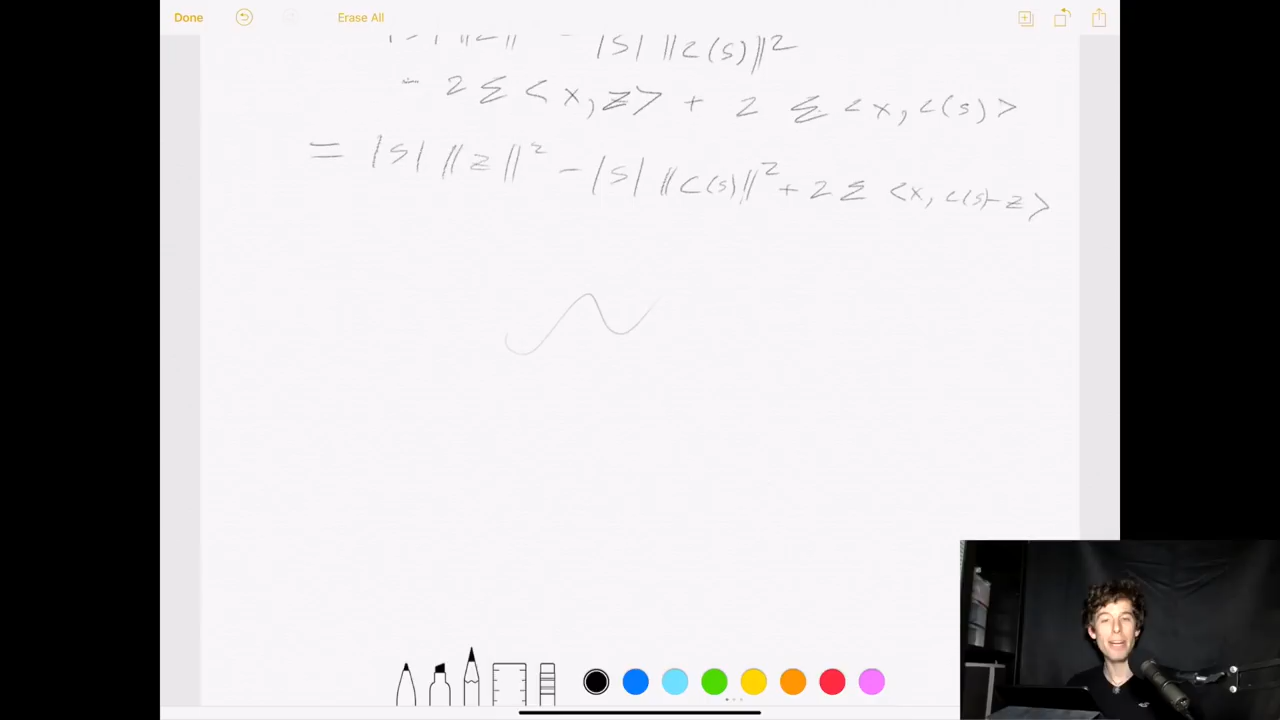 Done Erase All
|S| ||z|| - |S| ||c(s)||²
- 2 Σ <x, z> + 2 Σ <x, c(s)>
= |S| ||z||² - |S| ||c(s)||² + 2 Σ <x, c(s)-z>